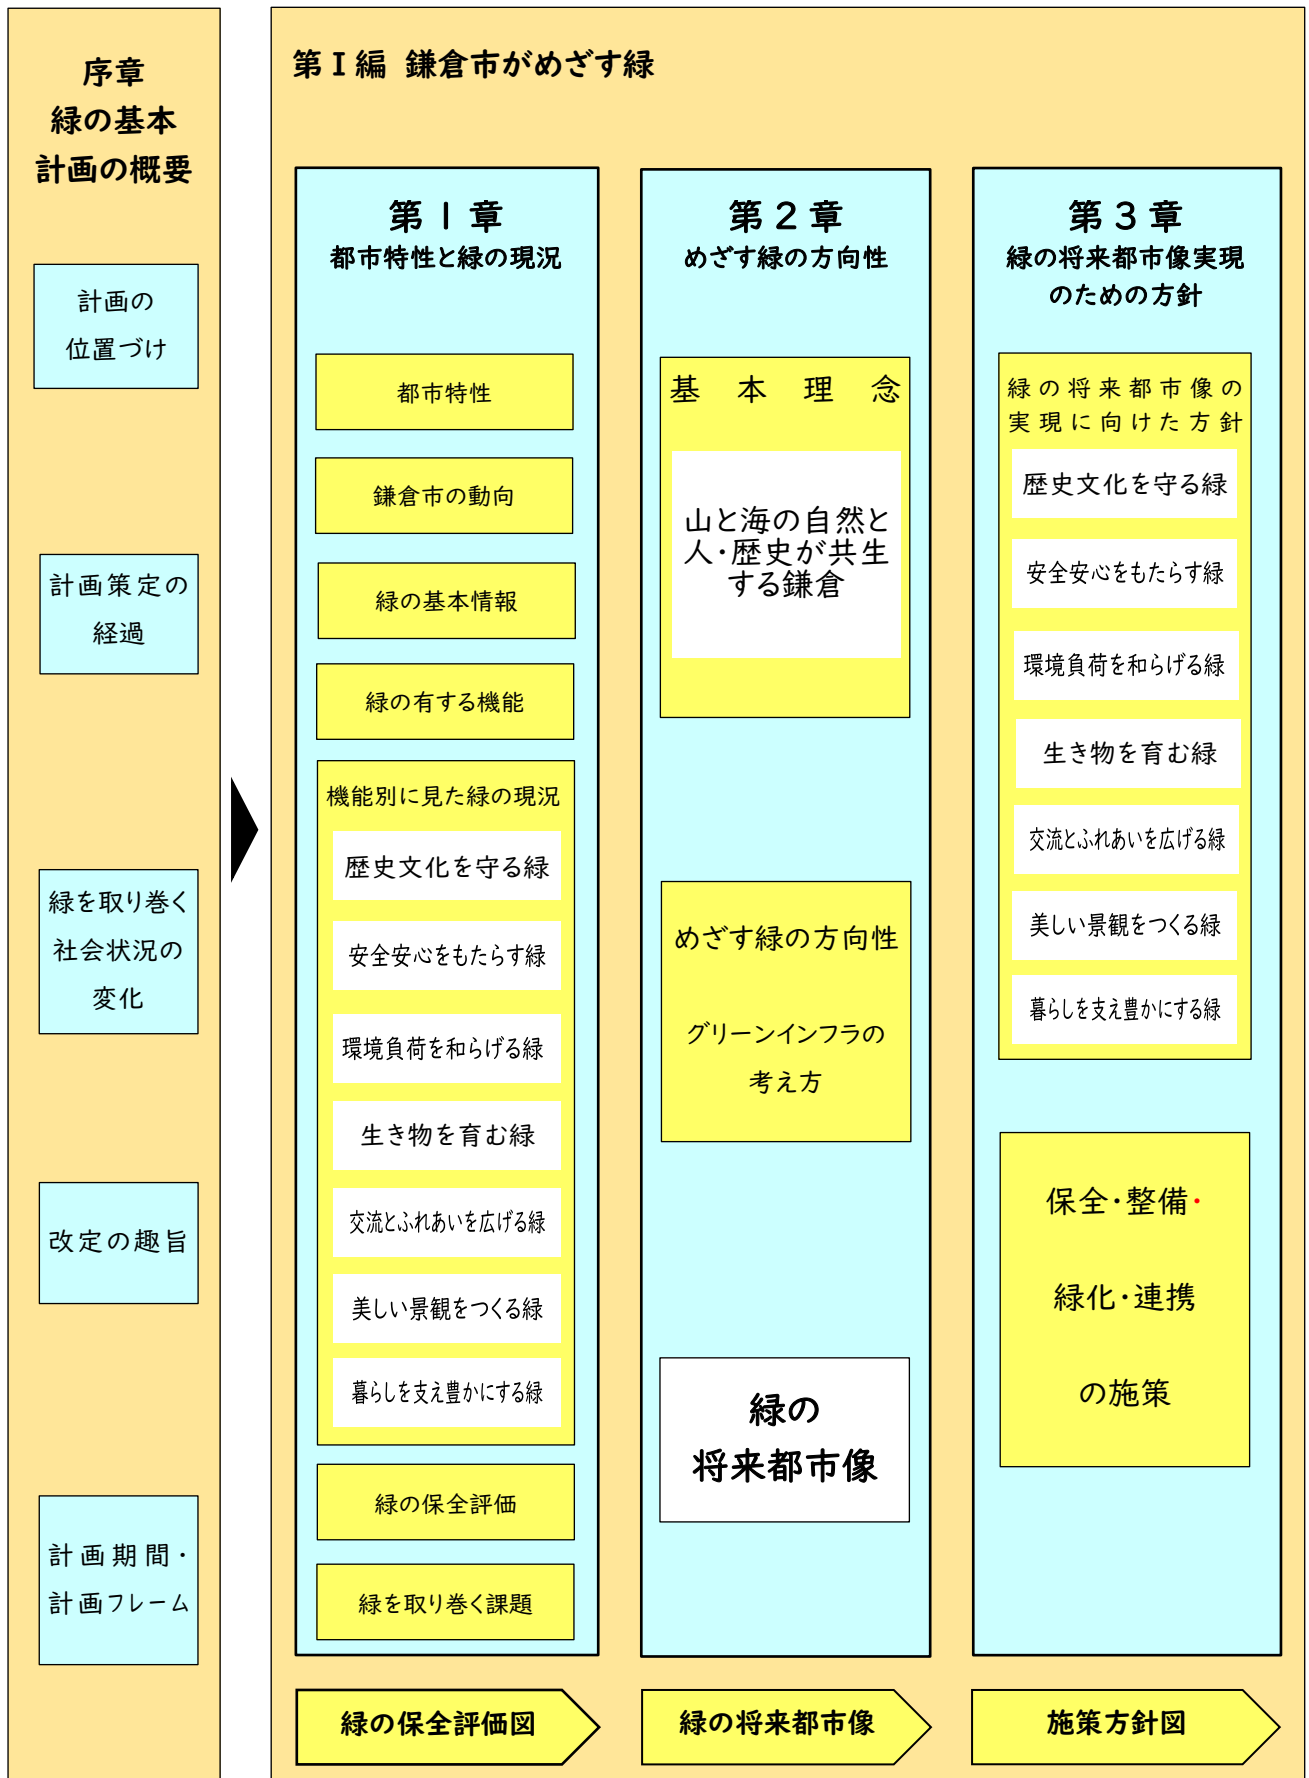 序章
緑の基本
計画の概要
計画の
位置づけ
計画策定の
経過
緑を取り巻く
社会状況の
変化
改定の趣旨
計画期間・
計画フレーム
第Ⅰ編 鎌倉市がめざす緑
第1章
都市特性と緑の現況
都市特性
鎌倉市の動向
緑の基本情報
緑の有する機能
機能別に見た緑の現況
歴史文化を守る緑
安全安心をもたらす緑
環境負荷を和らげる緑
生き物を育む緑
交流とふれあいを広げる緑
美しい景観をつくる緑
暮らしを支え豊かにする緑
緑の保全評価
緑を取り巻く課題
緑の保全評価図
第2章
めざす緑の方向性
基本理念
山と海の自然と
人・歴史が共生
する鎌倉
めざす緑の方向性
グリーンインフラの
考え方
緑の
将来都市像
緑の将来都市像
第3章
緑の将来都市像実現
のための方針
緑の将来都市像の
実現に向けた方針
歴史文化を守る緑
安全安心をもたらす緑
環境負荷を和らげる緑
生き物を育む緑
交流とふれあいを広げる緑
美しい景観をつくる緑
暮らしを支え豊かにする緑
保全・整備・
緑化・連携
の施策
施策方針図